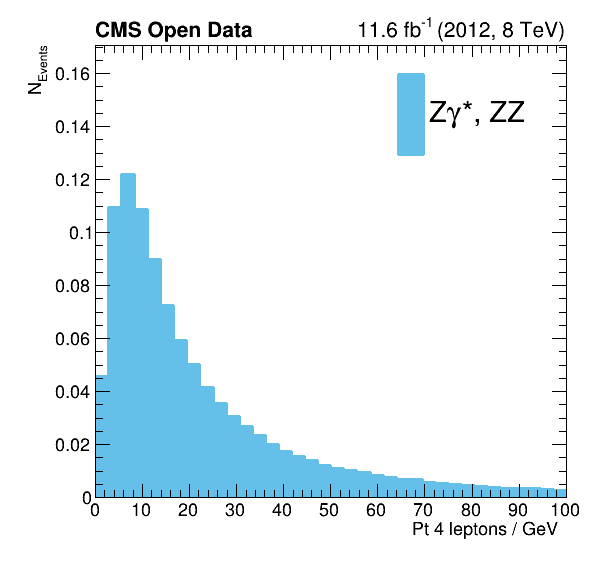 CMS Open Data 11.6 fb⁻¹ (2012, 8 TeV)
N_Events
0.16
0.14
0.12
0.1
0.08
0.06
0.04
0.02
0
Zγ*, ZZ
0 10 20 30 40 50 60 70 80 90 100
Pt 4 leptons / GeV